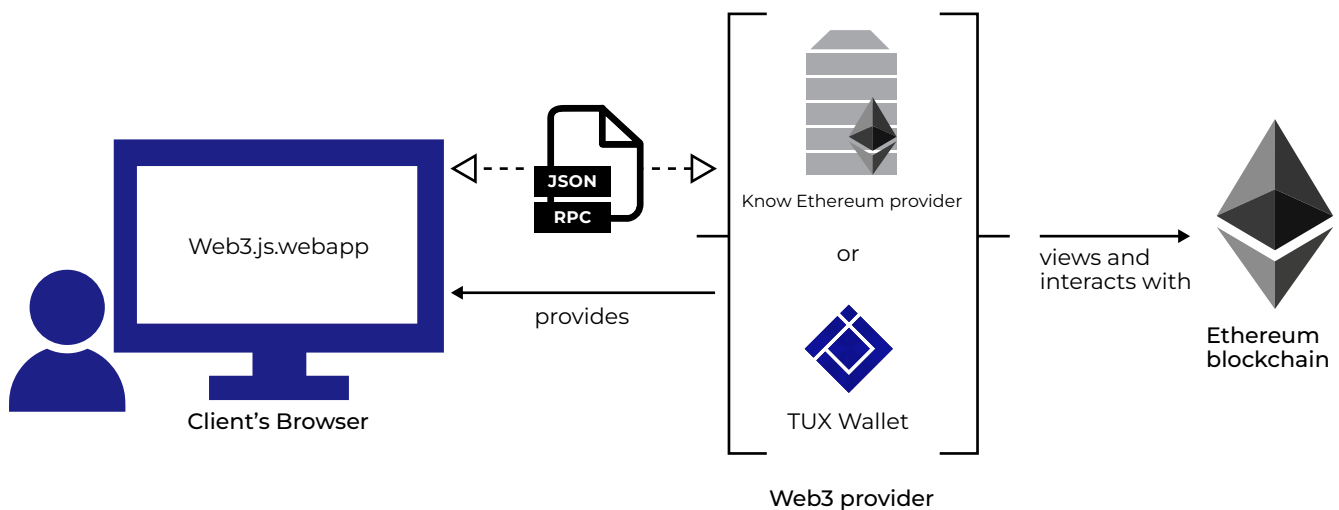 Web3.js.webapp
Client's Browser
JSON
RPC
provides
Know Ethereum provider
or
TUX Wallet
Web3 provider
views and
interacts with
Ethereum
blockchain